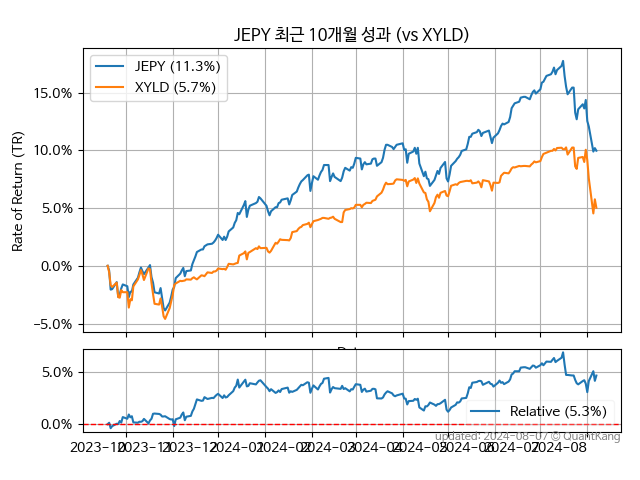 JEPY 최근 10개월 성과 (vs XYLD)
JEPY (11.3%)
XYLD (5.7%)
Rate of Return (TR)
15.0%
10.0%
5.0%
0.0%
−5.0%
5.0%
0.0%
Relative (5.3%)
2023-10 2023-11 2023-12 2024-01 2024-02 2024-03 2024-04 2024-05 2024-06 2024-07 2024-08
updated: 2024-08-07 © QuantKang